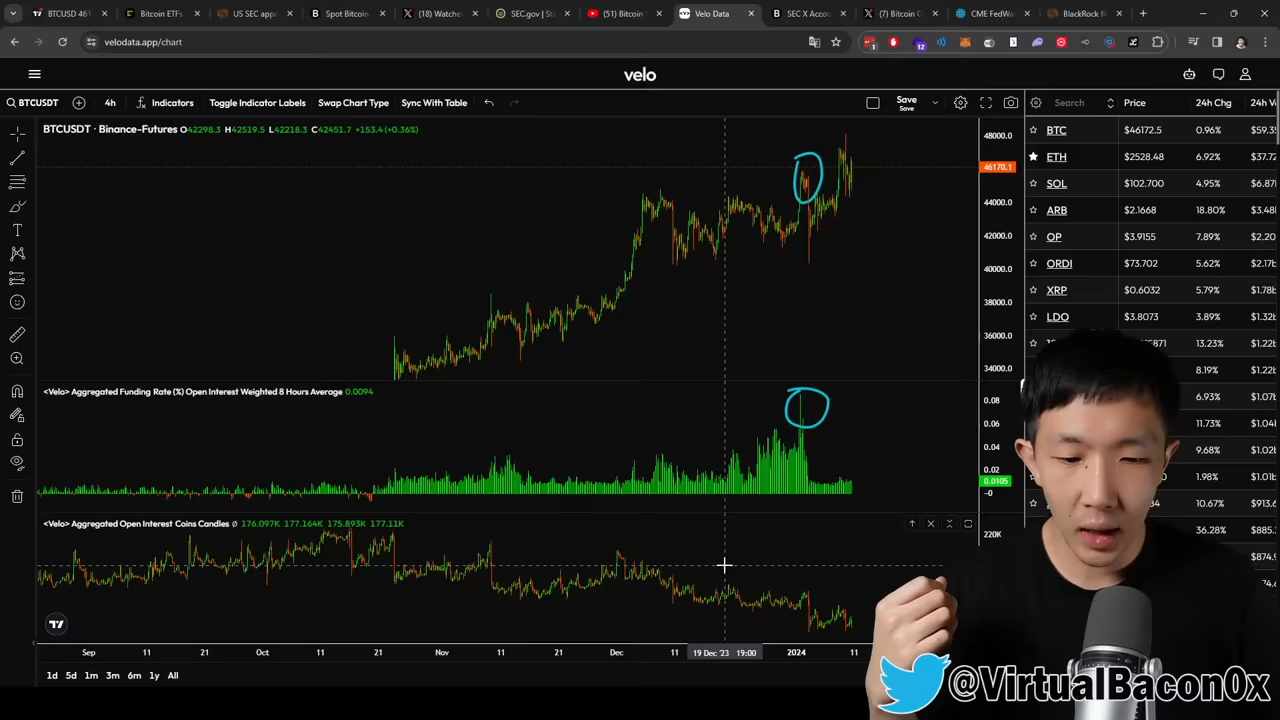 BTCUSD 46
Bitcoin ETFs
US SEC app
Spot Bitcoin
(18) Watche
SEC.gov | St
(51) Bitcoin
Velo Data
SEC X Accou
(7) Bitcoin G
CME FedWa
BlackRock f
velodata.app/chart
velo
BTCUSDT
4h
Indicators
Toggle Indicator Labels
Swap Chart Type
Sync With Table
Save
Save
Search
Price
24h Chg
24h V
BTCUSDT · Binance-Futures O42298.3 H42519.5 L42218.3 C42451.7 +153.4 (+0.36%)
BTC $46172.5 0.96% $59.3
ETH $2528.48 6.92% $37.72
SOL $102.700 4.95% $6.87
ARB $2.1668 18.80% $3.48
OP $3.9155 7.89% $2.20
ORDI $73.702 5.62% $2.17
XRP $0.6032 5.79% $1.78
LDO $3.8073 3.89% $1.32
13.23% $1.22
8.19% $1.01
6.93% $1.04
11.73% $1.04
9.68% $1.02
1.98% $1.01
10.67% $913.
36.28% $885.
$874.
48000.0
46170.1
44000.0
42000.0
40000.0
38000.0
36000.0
34000.0
<Velo> Aggregated Funding Rate (%) Open Interest Weighted 8 Hours Average 0.0094
0.08
0.06
0.04
0.02
0.0105
-0
<Velo> Aggregated Open Interest Coins Candles Ø 176.097K 177.164K 175.893K 177.11K
220K
Sep 11 21 Oct 11 21 Nov 11 21 Dec 11 19 Dec '23 19:00 2024 11
1d 5d 1m 3m 6m 1y All
@VirtualBacon0x